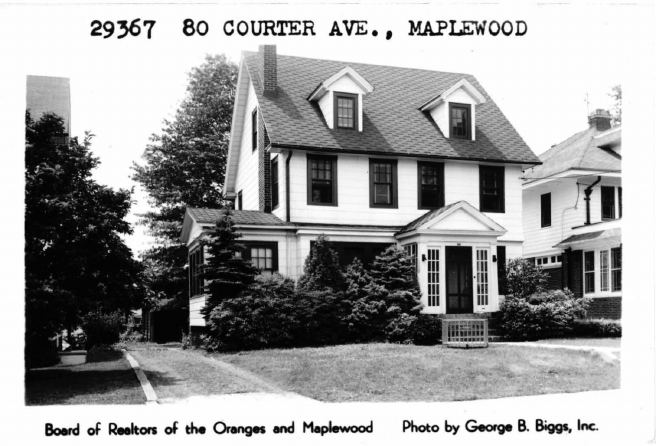 29367 80 COURTER AVE., MAPLEWOOD
Board of Realtors of the Oranges and Maplewood Photo by George B. Biggs, Inc.